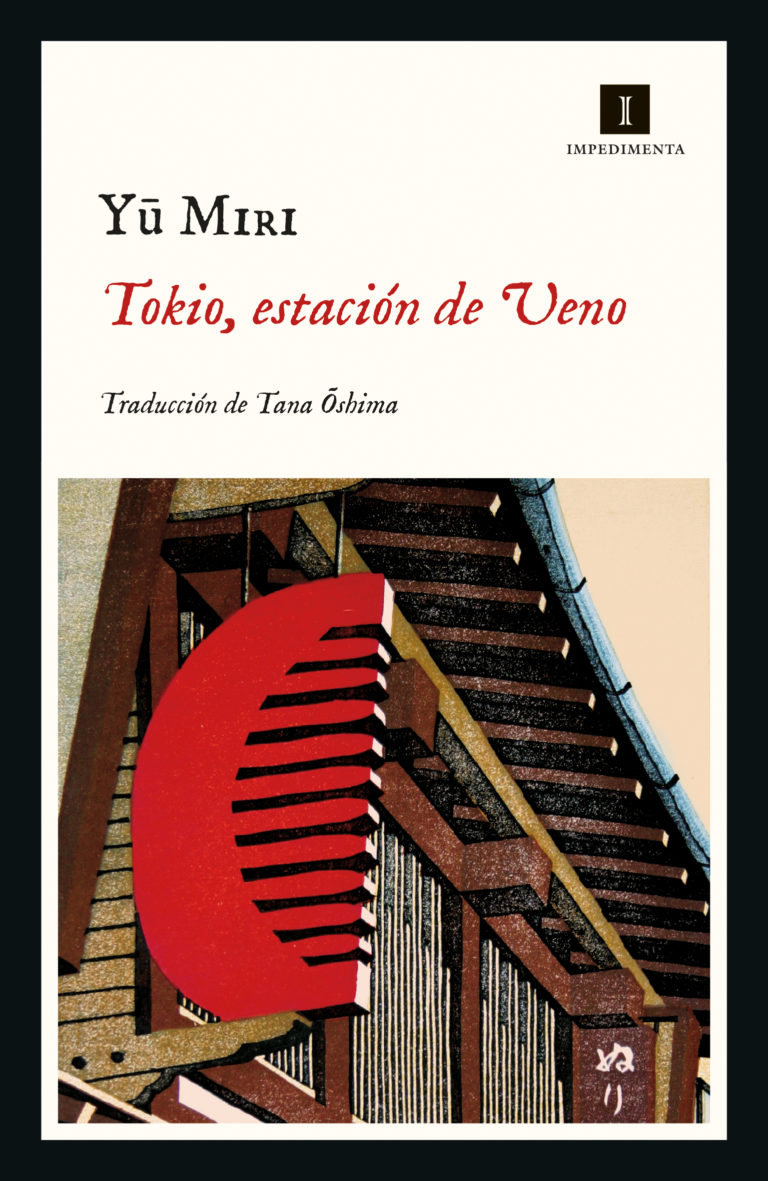 I
IMPEDIMENTA
Yū Miri
Tokio, estación de Ueno
Traducción de Tana Ōshima
ぬり